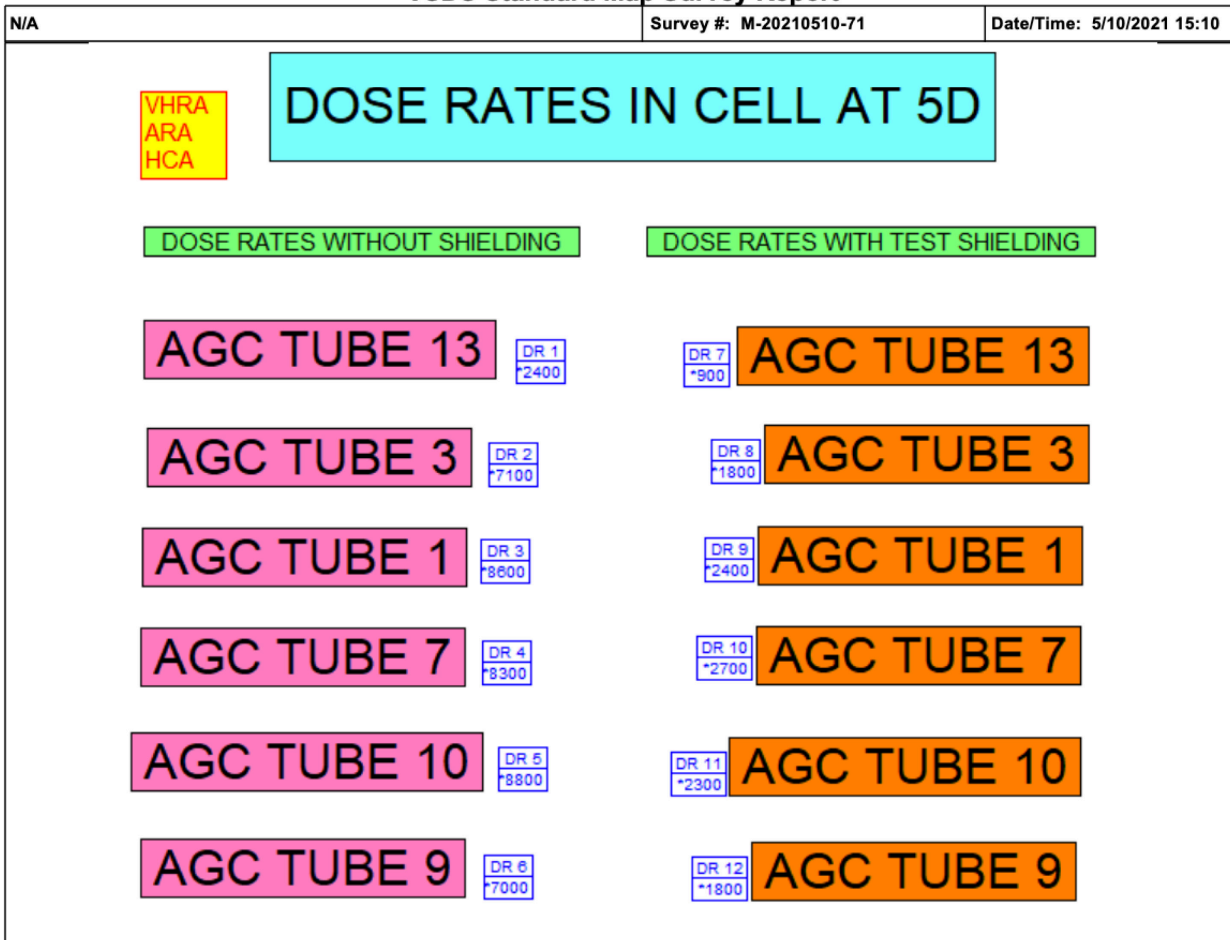 VSDS Standard Map Survey Report
N/A Survey #: M-20210510-71 Date/Time: 5/10/2021 15:10
VHRA
ARA
HCA
DOSE RATES IN CELL AT 5D
DOSE RATES WITHOUT SHIELDING DOSE RATES WITH TEST SHIELDING
AGC TUBE 13
DR 1
*2400
DR 7
*900
AGC TUBE 13
AGC TUBE 3
DR 2
*7100
DR 8
*1800
AGC TUBE 3
AGC TUBE 1
DR 3
*8600
DR 9
*2400
AGC TUBE 1
AGC TUBE 7
DR 4
*8300
DR 10
*2700
AGC TUBE 7
AGC TUBE 10
DR 5
*8800
DR 11
*2300
AGC TUBE 10
AGC TUBE 9
DR 6
*7000
DR 12
*1800
AGC TUBE 9